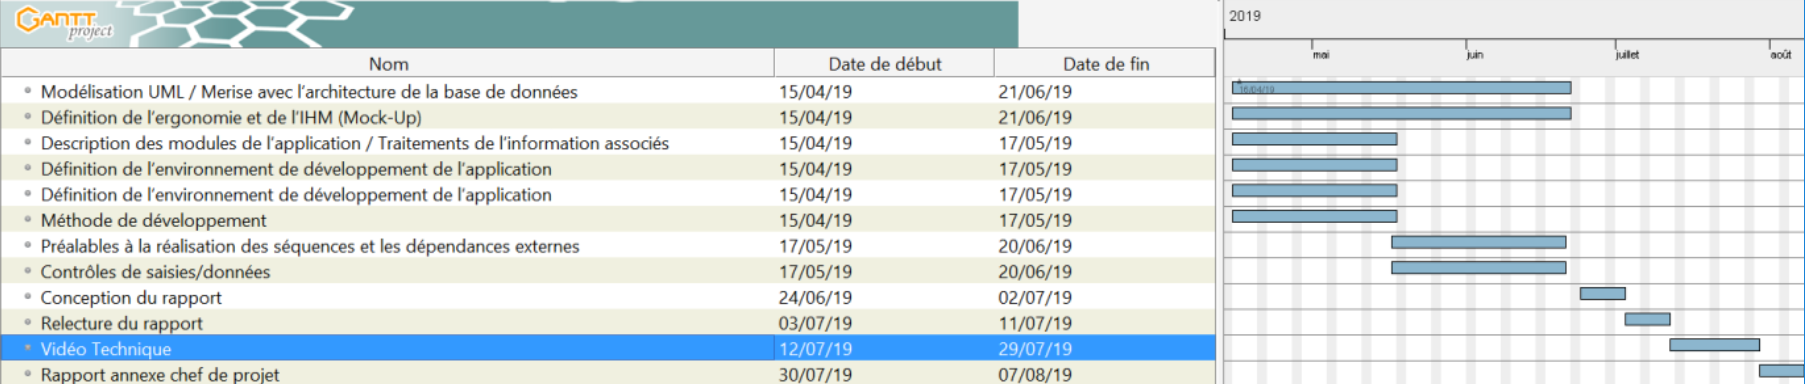 GANTT project
2019
mai juin juillet août
Nom Date de début Date de fin
Modélisation UML / Merise avec l'architecture de la base de données 15/04/19 21/06/19
16/04/19
Définition de l'ergonomie et de l'IHM (Mock-Up) 15/04/19 21/06/19
Description des modules de l'application / Traitements de l'information associés 15/04/19 17/05/19
Définition de l'environnement de développement de l'application 15/04/19 17/05/19
Définition de l'environnement de développement de l'application 15/04/19 17/05/19
Méthode de développement 15/04/19 17/05/19
Préalables à la réalisation des séquences et les dépendances externes 17/05/19 20/06/19
Contrôles de saisies/données 17/05/19 20/06/19
Conception du rapport 24/06/19 02/07/19
Relecture du rapport 03/07/19 11/07/19
Vidéo Technique 12/07/19 29/07/19
Rapport annexe chef de projet 30/07/19 07/08/19